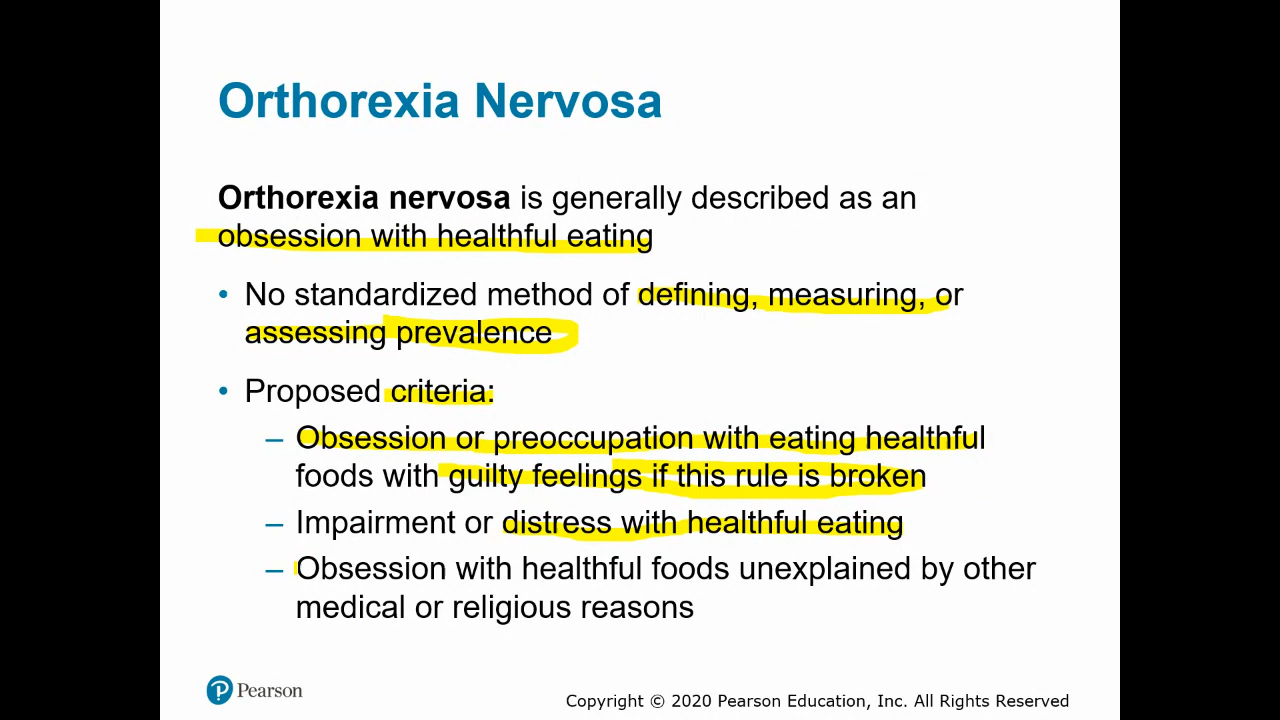 Orthorexia Nervosa
Orthorexia nervosa is generally described as an
obsession with healthful eating
• No standardized method of defining, measuring, or
assessing prevalence
• Proposed criteria:
– Obsession or preoccupation with eating healthful
foods with guilty feelings if this rule is broken
– Impairment or distress with healthful eating
– Obsession with healthful foods unexplained by other
medical or religious reasons
P Pearson
Copyright © 2020 Pearson Education, Inc. All Rights Reserved